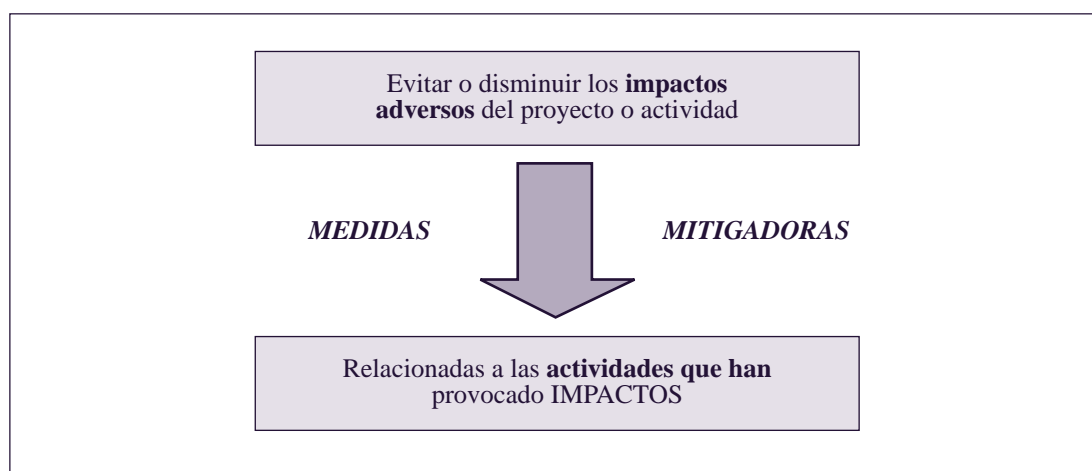 Evitar o disminuir los impactos
adversos del proyecto o actividad
MEDIDAS MITIGADORAS
Relacionadas a las actividades que han
provocado IMPACTOS